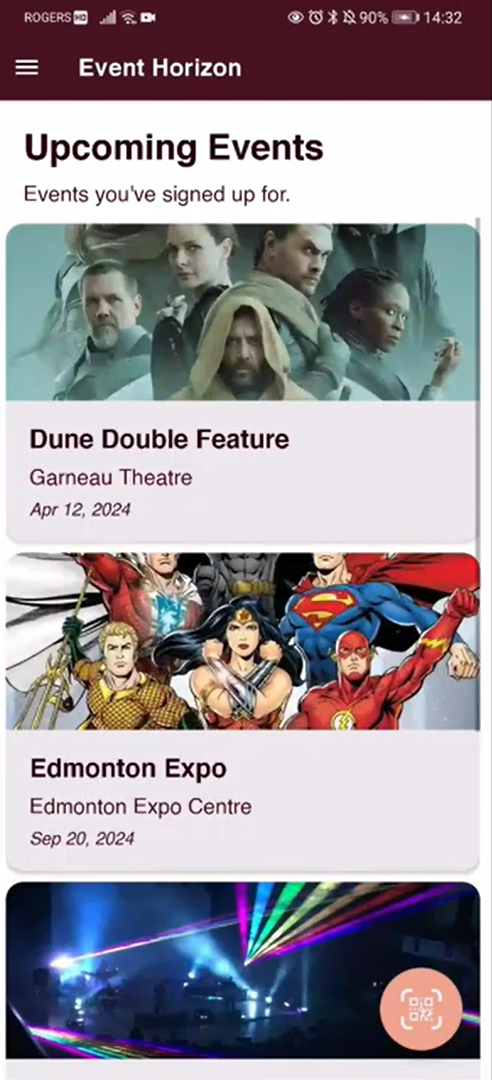 ROGERS HD 90% 14:32
Event Horizon
Upcoming Events
Events you've signed up for.
Dune Double Feature
Garneau Theatre
Apr 12, 2024
Edmonton Expo
Edmonton Expo Centre
Sep 20, 2024